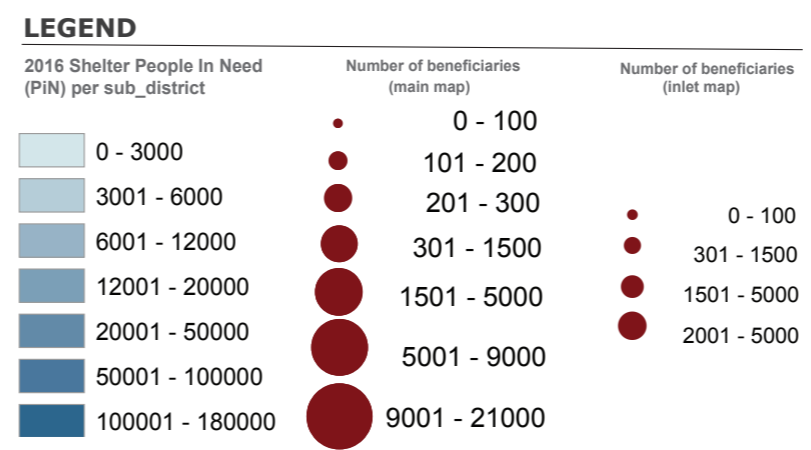 LEGEND
2016 Shelter People In Need
(PiN) per sub_district
0 - 3000
3001 - 6000
6001 - 12000
12001 - 20000
20001 - 50000
50001 - 100000
100001 - 180000
Number of beneficiaries
(main map)
0 - 100
101 - 200
201 - 300
301 - 1500
1501 - 5000
5001 - 9000
9001 - 21000
Number of beneficiaries
(inlet map)
0 - 100
301 - 1500
1501 - 5000
2001 - 5000